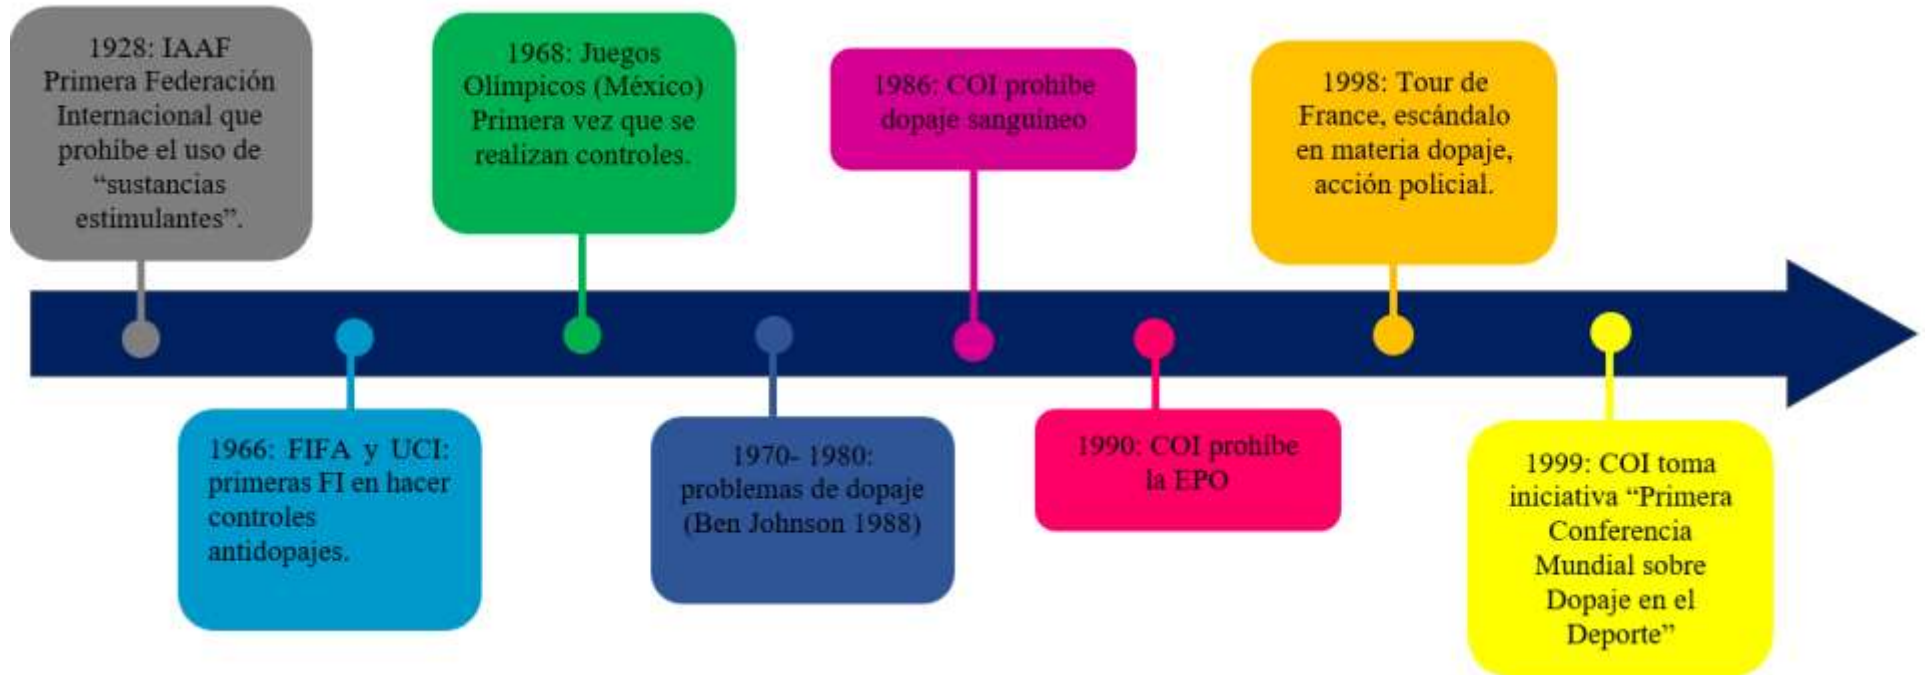 1928: IAAF
Primera Federación
Internacional que
prohíbe el uso de
“sustancias
estimulantes”.
1966: FIFA y UCI:
primeras FI en hacer
controles
antidopajes.
1968: Juegos
Olímpicos (México)
Primera vez que se
realizan controles.
1970- 1980:
problemas de dopaje
(Ben Johnson 1988)
1986: COI prohíbe
dopaje sanguíneo
1990: COI prohíbe
la EPO
1998: Tour de
France, escándalo
en materia dopaje,
acción policial.
1999: COI toma
iniciativa “Primera
Conferencia
Mundial sobre
Dopaje en el
Deporte”